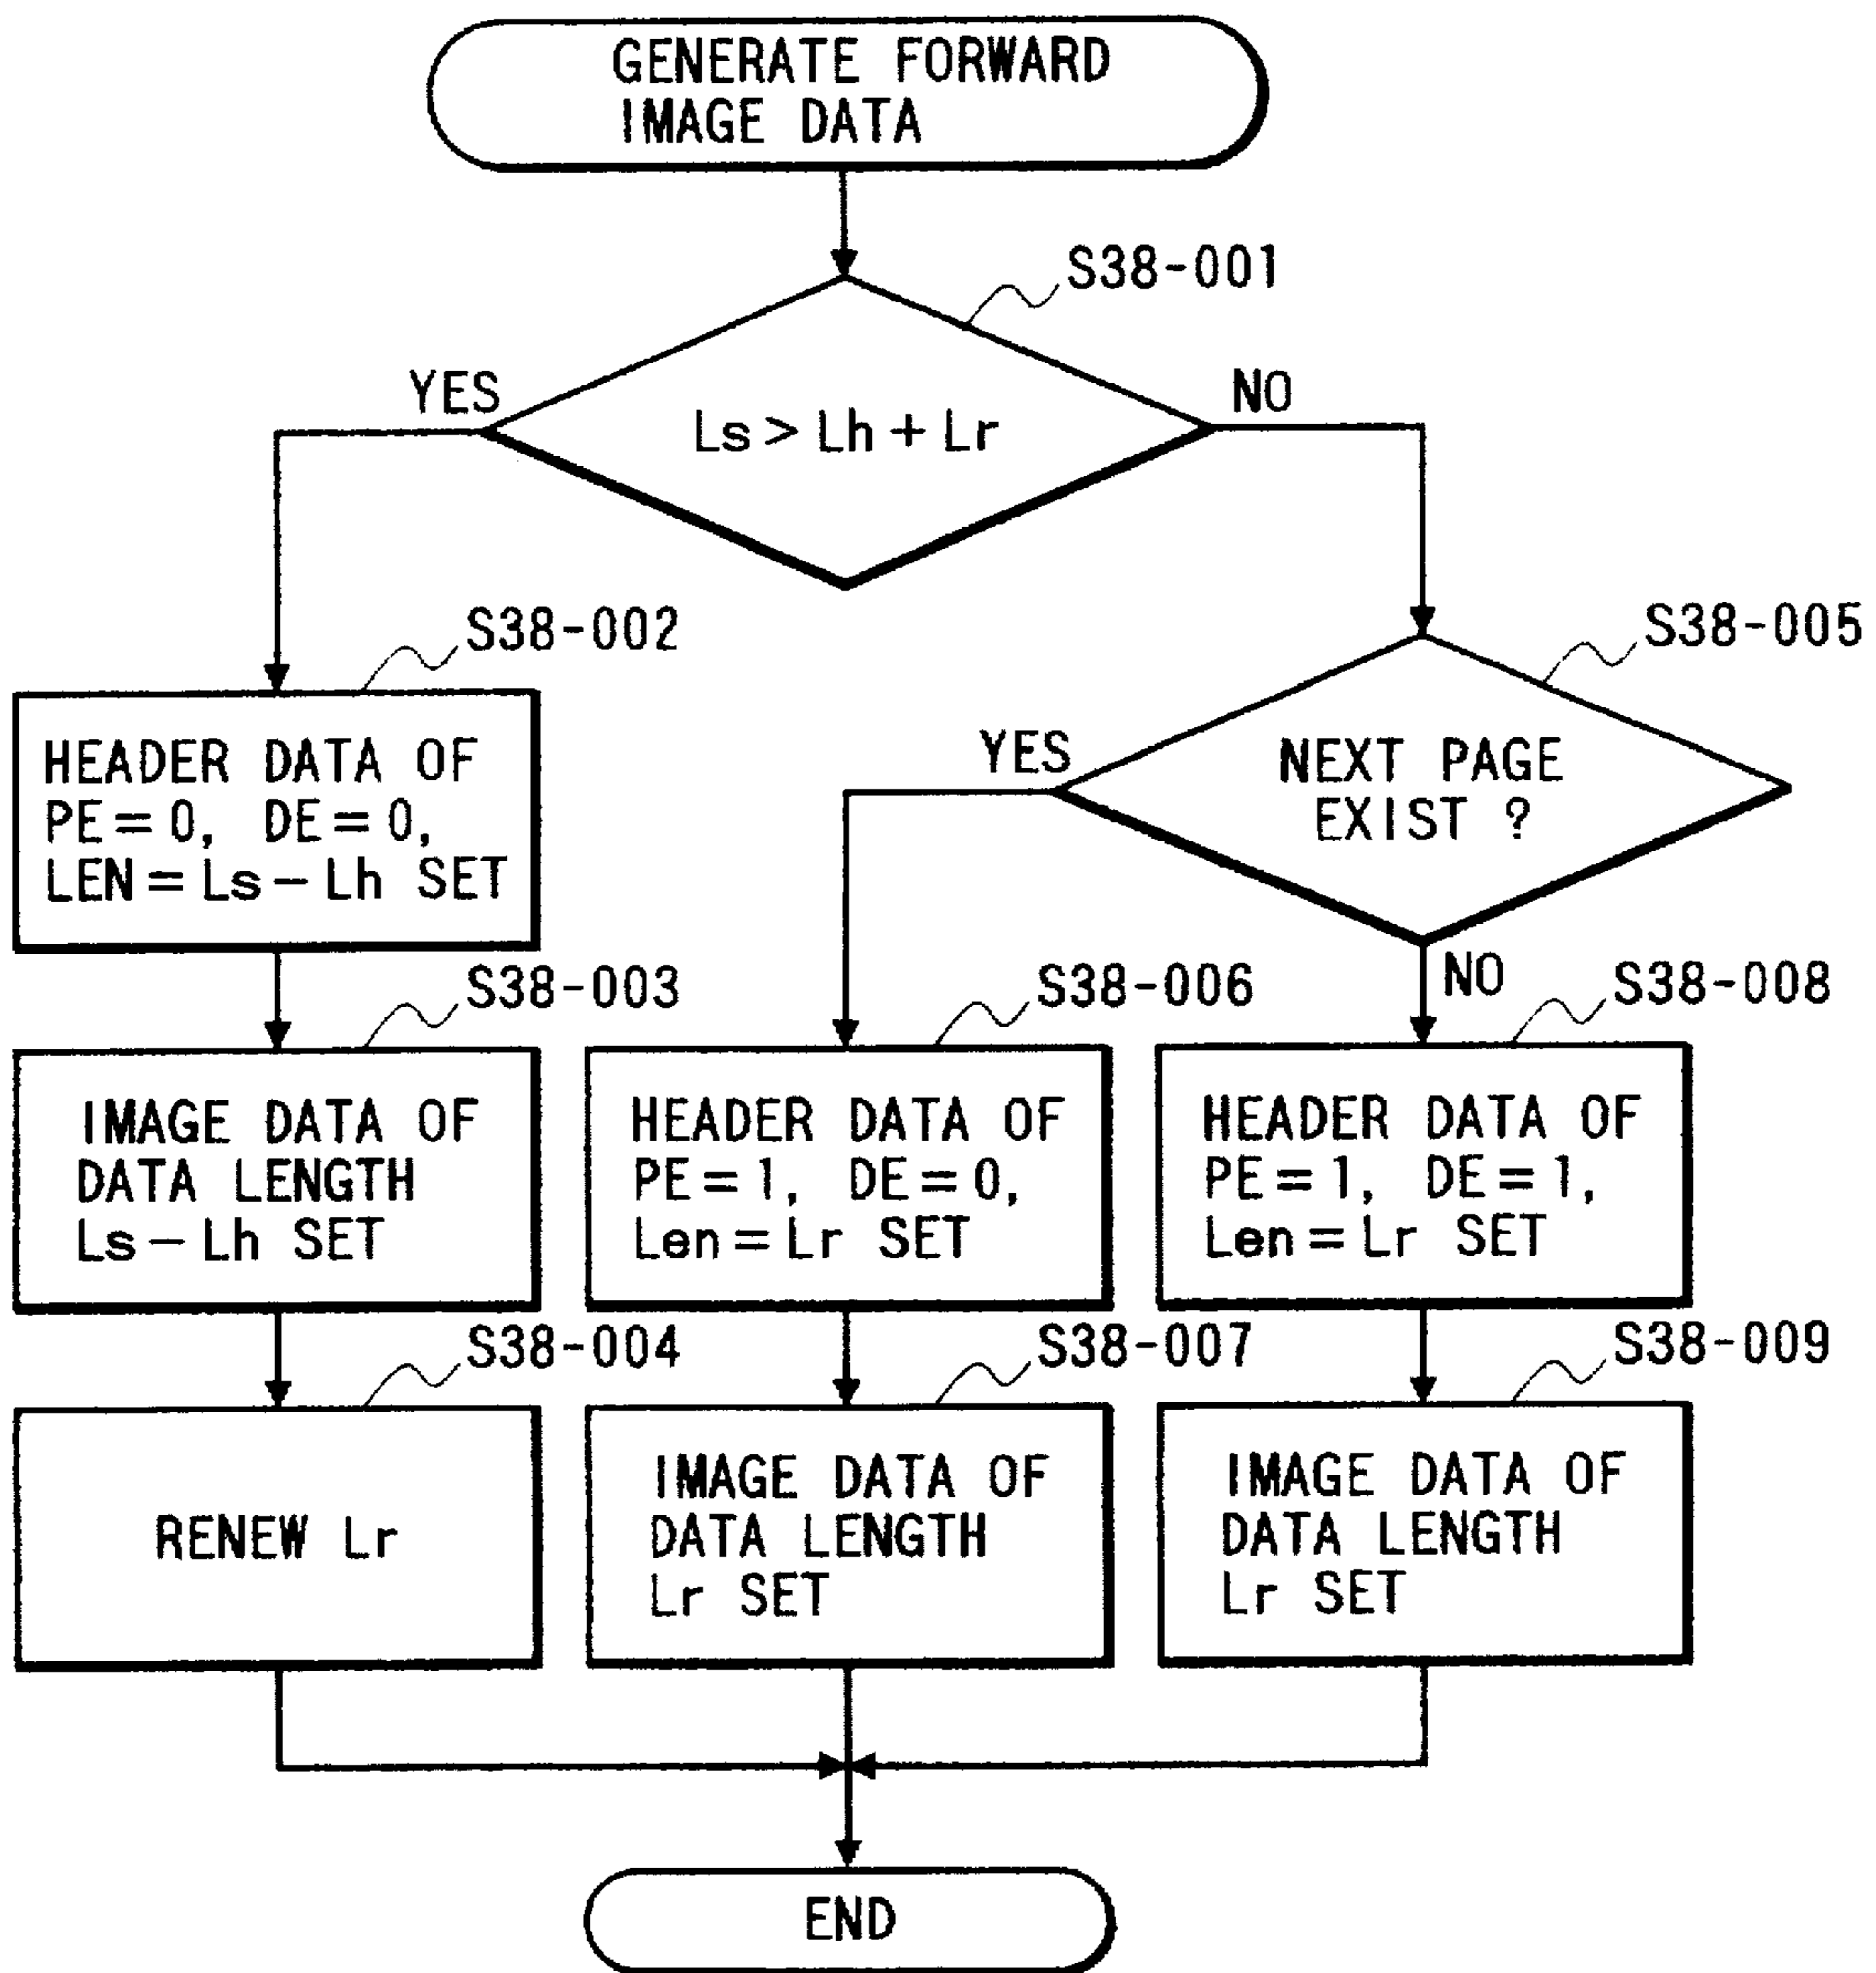 GENERATE FORWARD
IMAGE DATA
S38-001
YES
NO
Ls > Lh + Lr
S38-002
S38-005
HEADER DATA OF
PE = 0, DE = 0,
LEN = Ls - Lh SET
YES
NEXT PAGE
EXIST ?
NO
S38-003
S38-006
S38-008
IMAGE DATA OF
DATA LENGTH
Ls - Lh SET
HEADER DATA OF
PE = 1, DE = 0,
Len = Lr SET
HEADER DATA OF
PE = 1, DE = 1,
Len = Lr SET
S38-004
S38-007
S38-009
RENEW Lr
IMAGE DATA OF
DATA LENGTH
Lr SET
IMAGE DATA OF
DATA LENGTH
Lr SET
END